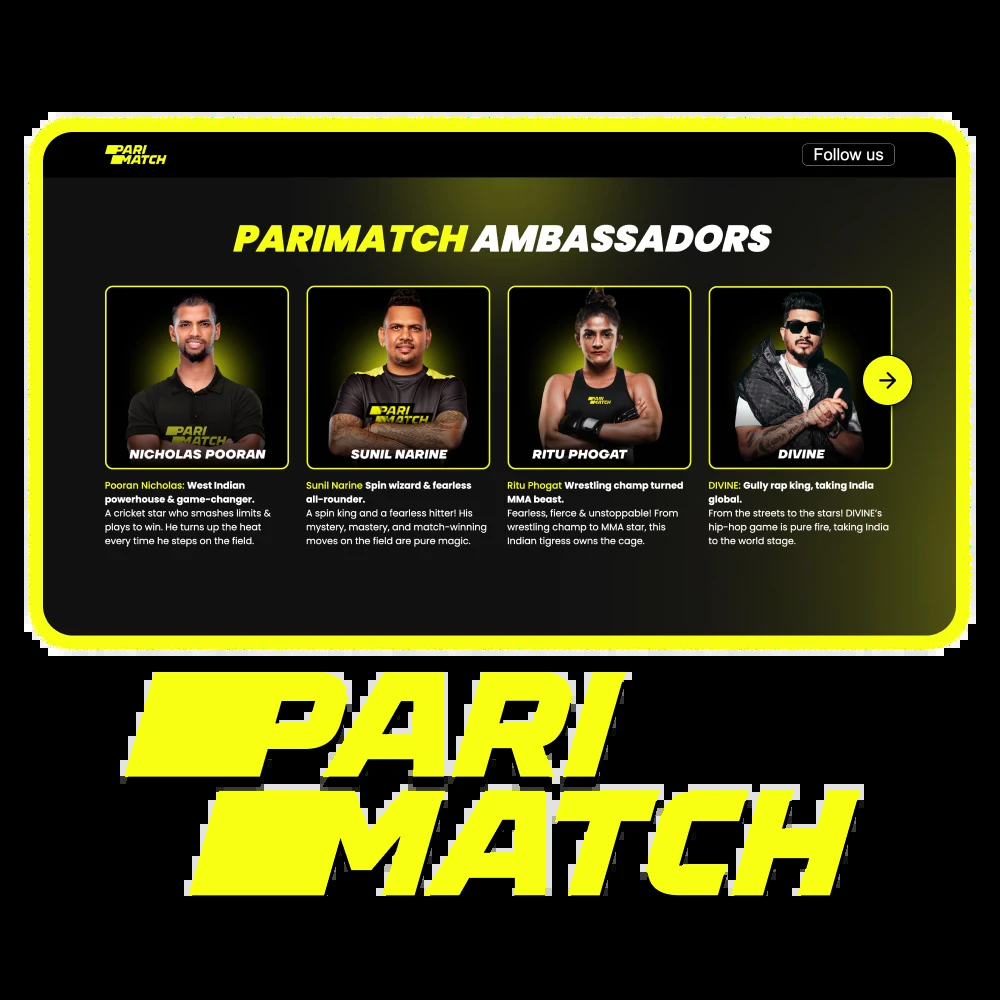 PARI
MATCH
Follow us
PARIMATCH AMBASSADORS
PARI
MATCH
NICHOLAS POORAN
PARI
MATCH
SUNIL NARINE
PARI
MATCH
RITU PHOGAT
DIVINE
Pooran Nicholas: West Indian
powerhouse & game-changer.
A cricket star who smashes limits &
plays to win. He turns up the heat
every time he steps on the field.
Sunil Narine Spin wizard & fearless
all-rounder.
A spin king and a fearless hitter! His
mystery, mastery, and match-winning
moves on the field are pure magic.
Ritu Phogat Wrestling champ turned
MMA beast.
Fearless, fierce & unstoppable! From
wrestling champ to MMA star, this
Indian tigress owns the cage.
DIVINE: Gully rap king, taking India
global.
From the streets to the stars! DIVINE's
hip-hop game is pure fire, taking India
to the world stage.
PARI
MATCH